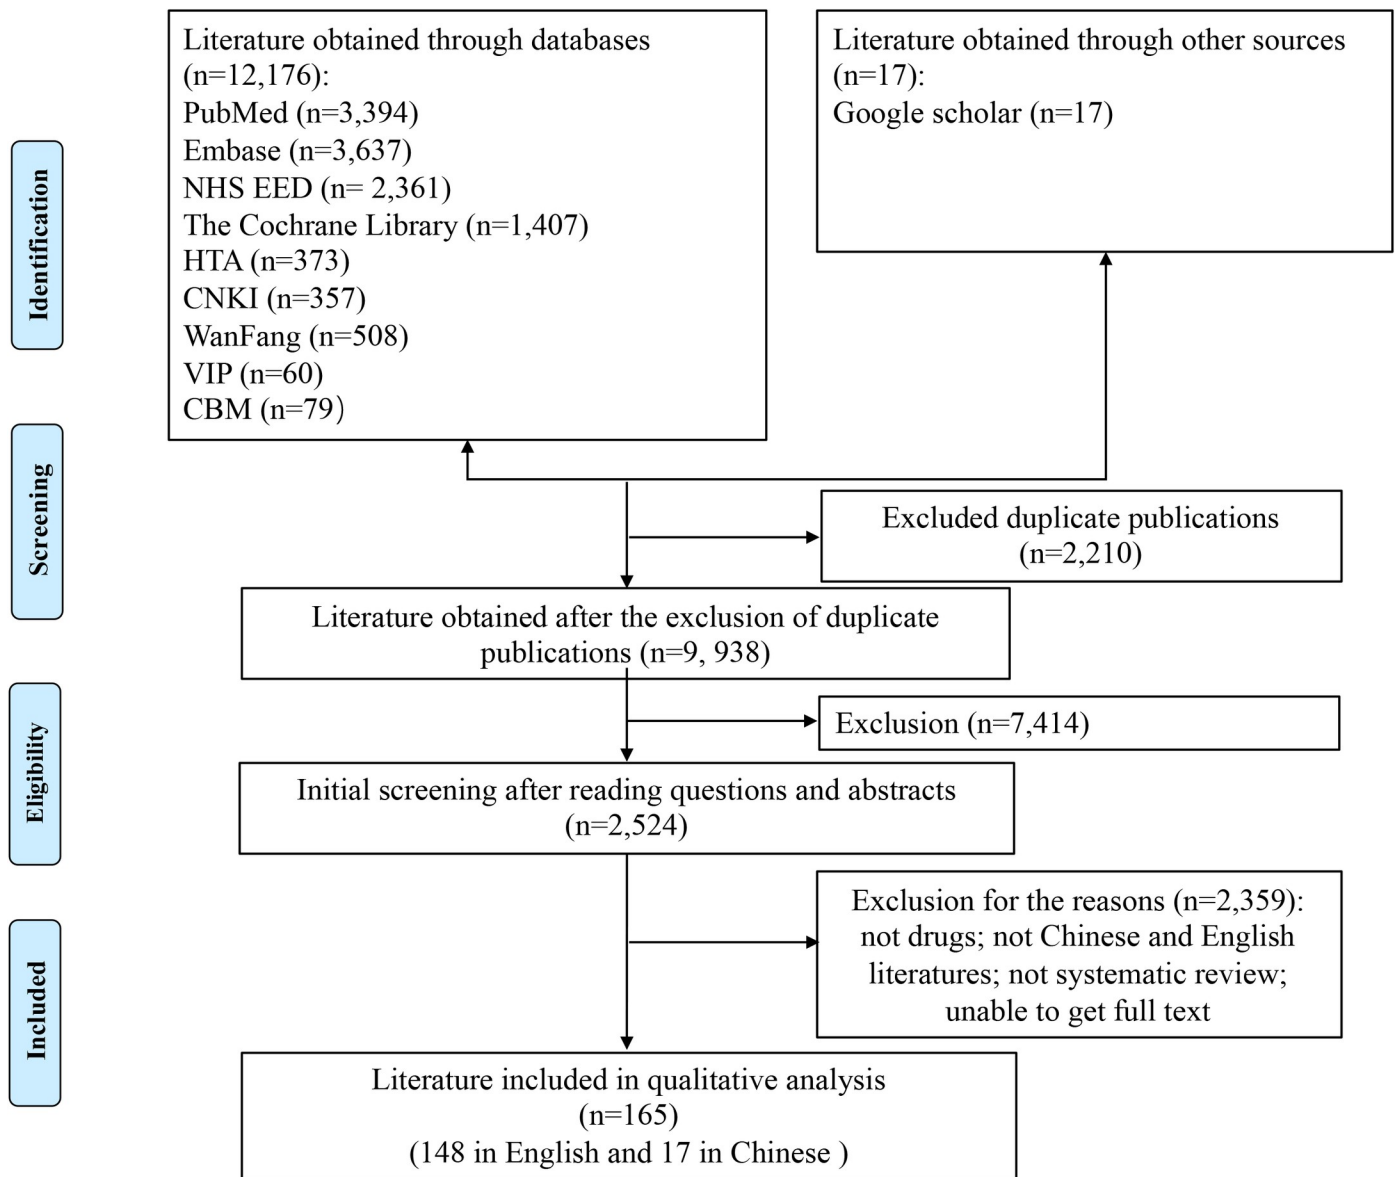 Literature obtained through databases
(n=12,176):
PubMed (n=3,394)
Embase (n=3,637)
NHS EED (n= 2,361)
The Cochrane Library (n=1,407)
HTA (n=373)
CNKI (n=357)
WanFang (n=508)
VIP (n=60)
CBM (n=79）
Literature obtained through other sources
(n=17):
Google scholar (n=17)
Identification
Screening
Excluded duplicate publications
(n=2,210)
Literature obtained after the exclusion of duplicate
publications (n=9, 938)
Eligibility
Exclusion (n=7,414)
Initial screening after reading questions and abstracts
(n=2,524)
Exclusion for the reasons (n=2,359):
not drugs; not Chinese and English
literatures; not systematic review;
unable to get full text
Included
Literature included in qualitative analysis
(n=165)
(148 in English and 17 in Chinese )